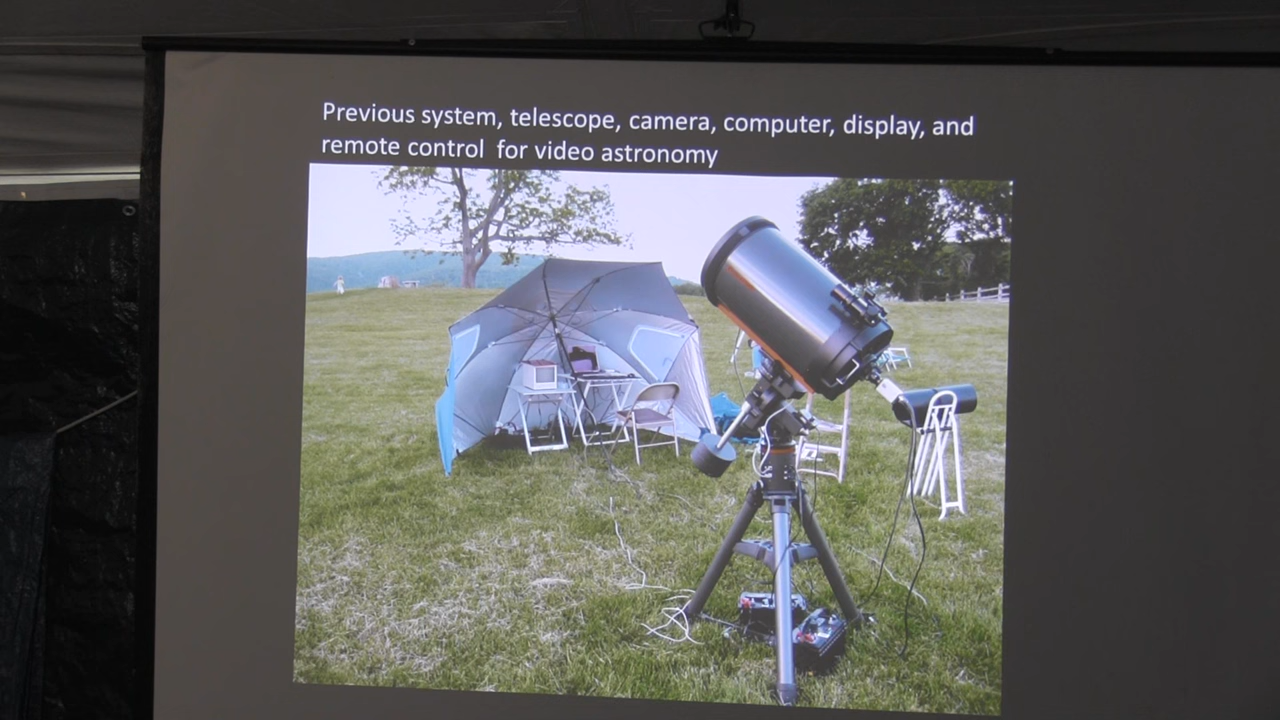 Previous system, telescope, camera, computer, display, and
remote control for video astronomy